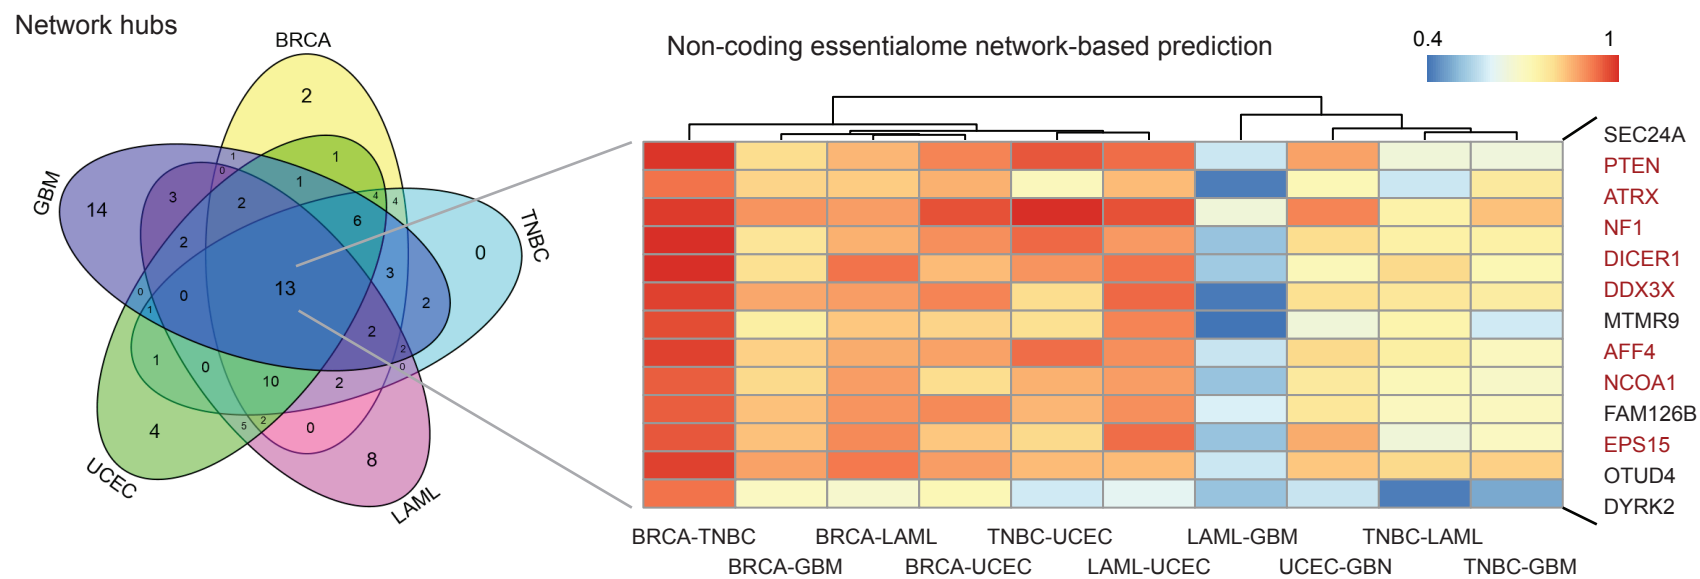 Network hubs
BRCA
Non-coding essentialome network-based prediction
0.4 1
2
GBM
TNBC
UCEC
LAML
1
0
1
3
2
1
4
4
14
6
2
0
3
13
0
0
1
2
2
2
0
1
0
10
2
5
2
0
4
8
SEC24A
PTEN
ATRX
NF1
DICER1
DDX3X
MTMR9
AFF4
NCOA1
FAM126B
EPS15
OTUD4
DYRK2
BRCA-TNBC BRCA-LAML TNBC-UCEC LAML-GBM TNBC-LAML
BRCA-GBM BRCA-UCEC LAML-UCEC UCEC-GBN TNBC-GBM